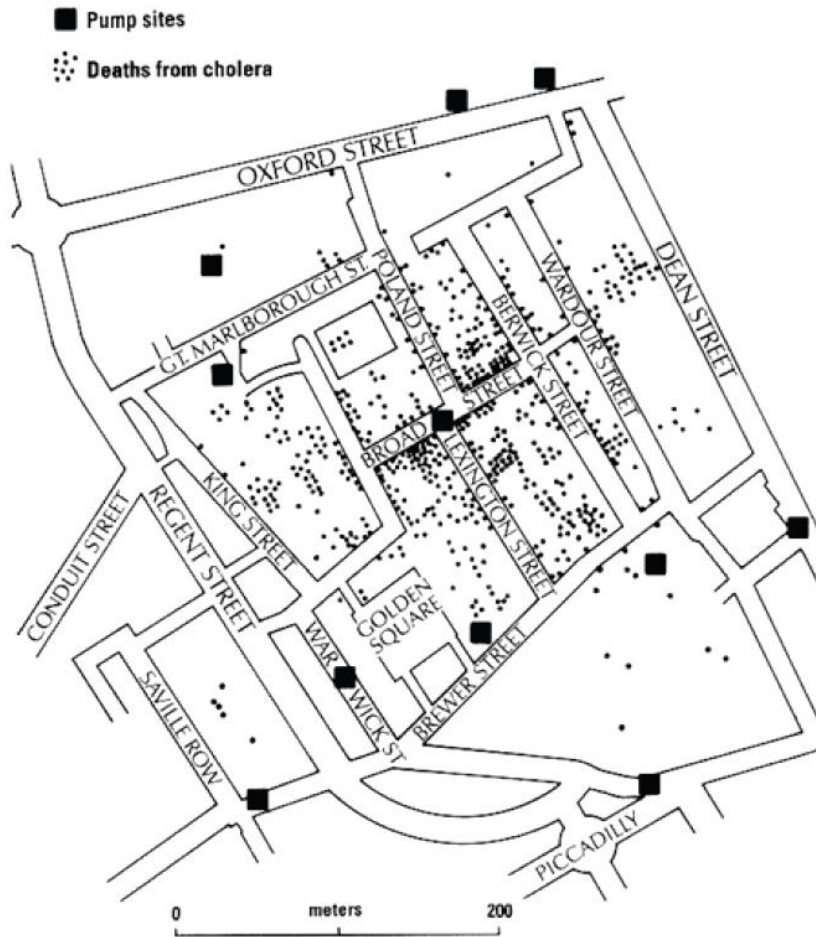 Pump sites
Deaths from cholera
OXFORD STREET
GT. MARLBOROUGH ST.
POLAND STREET
BERWICK STREET
WARDOUR STREET
DEAN STREET
BROAD STREET
LEXINGTON STREET
KING STREET
REGENT STREET
CONDUIT STREET
GOLDEN
SQUARE
WARWICK ST.
BREWER STREET
SAVILLE ROW
PICCADILLY
0 meters 200